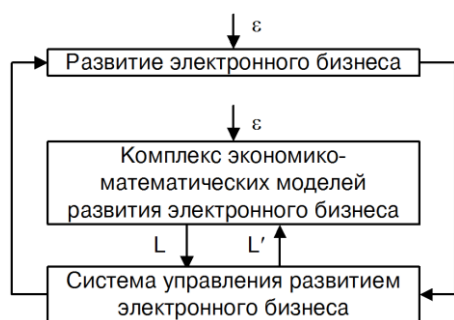 ε
Развитие электронного бизнеса
ε
Комплекс экономико-
математических моделей
развития электронного бизнеса
L L′
Система управления развитием
электронного бизнеса